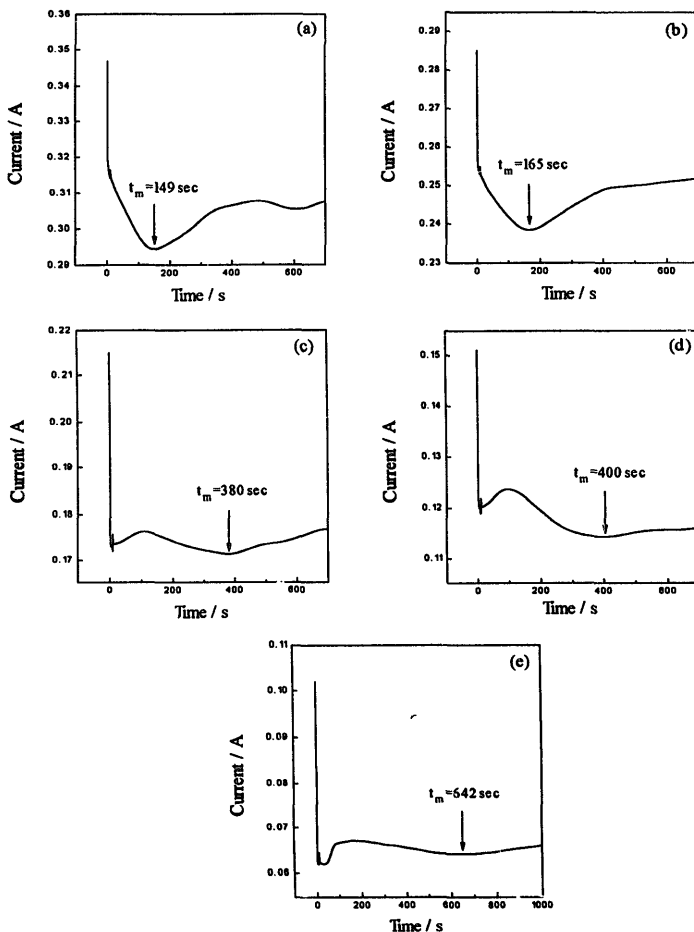 (a)
0.36
0.35
0.34
0.33
0.32
0.31
0.30
0.29
Current / A
t_m=149 sec
0 200 400 600
Time / s
(b)
0.29
0.28
0.27
0.26
0.25
0.24
0.23
Current / A
t_m=165 sec
0 200 400 600
Time / s
(c)
0.22
0.21
0.20
0.19
0.18
0.17
Current / A
t_m=380 sec
0 200 400 600
Time / s
(d)
0.15
0.14
0.13
0.12
0.11
Current / A
t_m=400 sec
0 200 400 600
Time / s
(e)
0.11
0.10
0.09
0.08
0.07
0.06
Current / A
t_m=642 sec
0 200 400 600 800 1000
Time / s